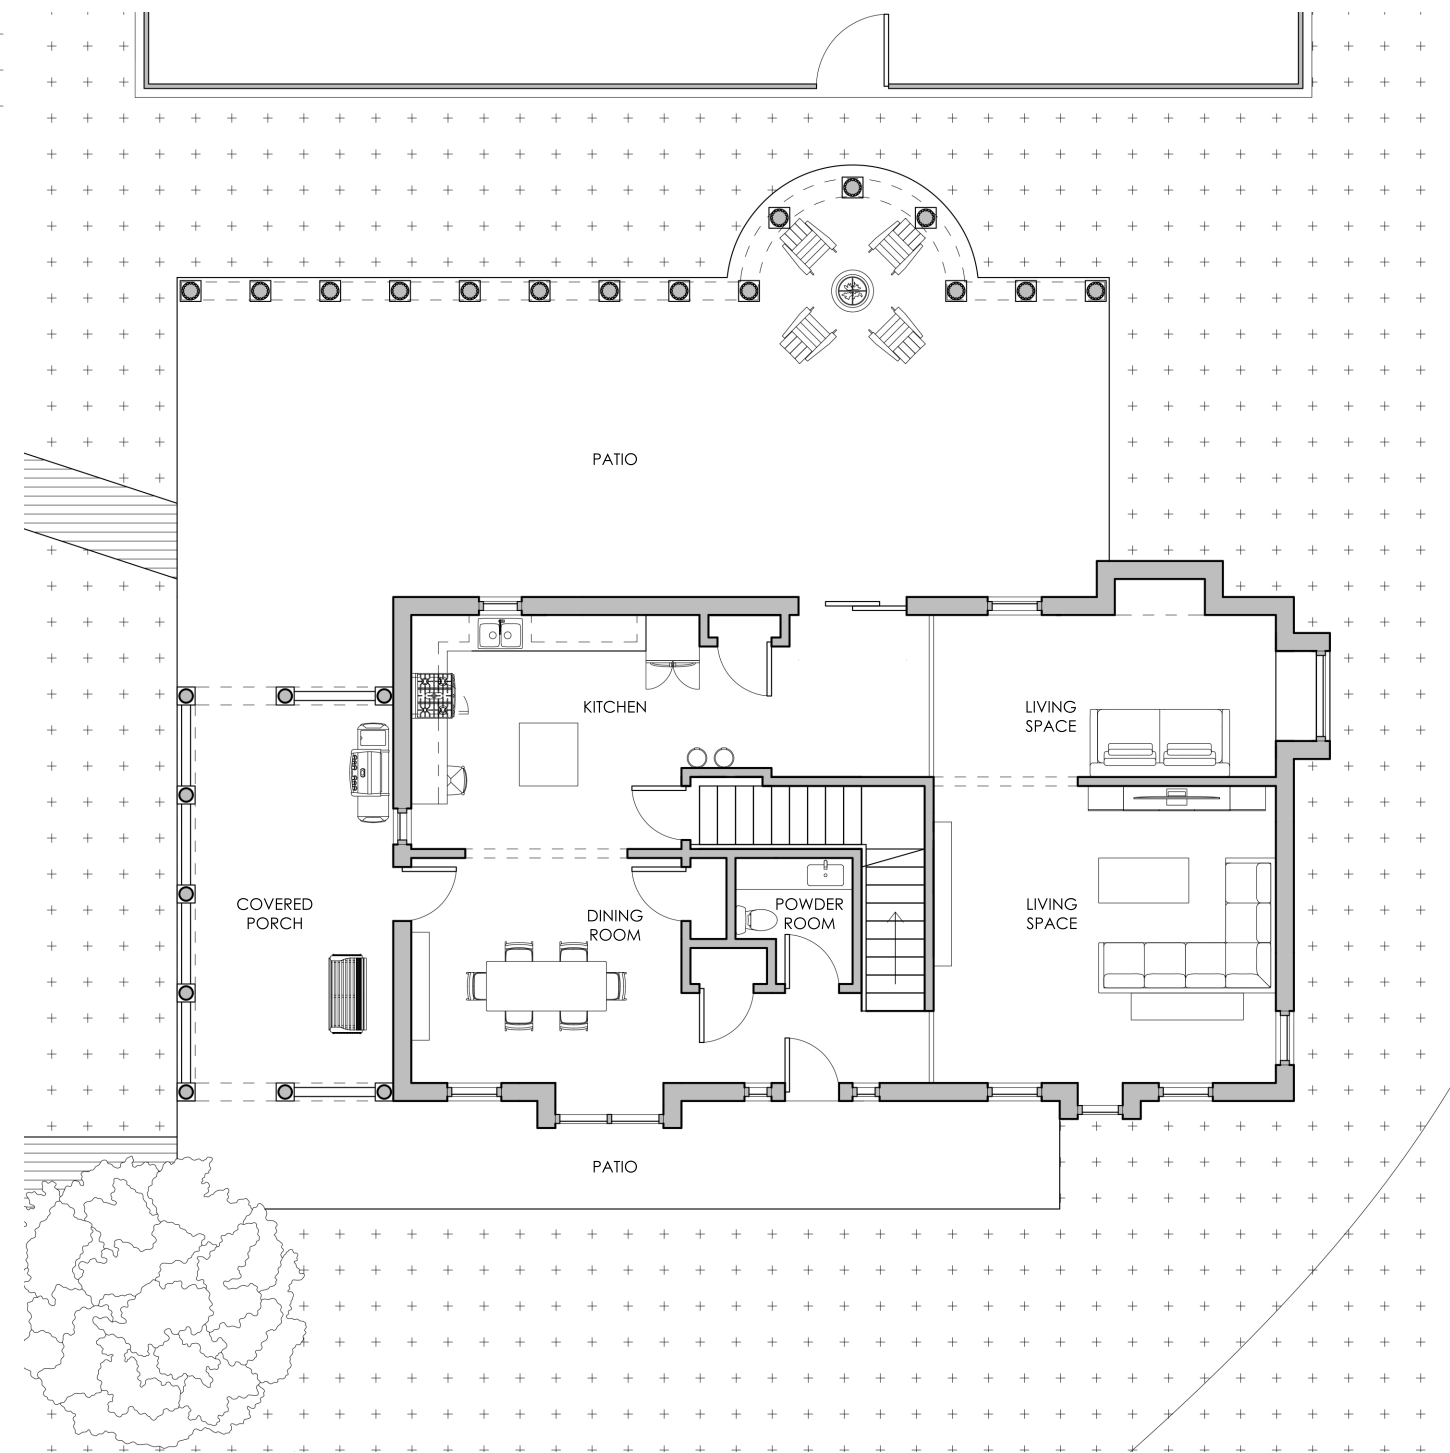 PATIO
KITCHEN
LIVING
SPACE
COVERED
PORCH
DINING
ROOM
POWDER
ROOM
LIVING
SPACE
PATIO